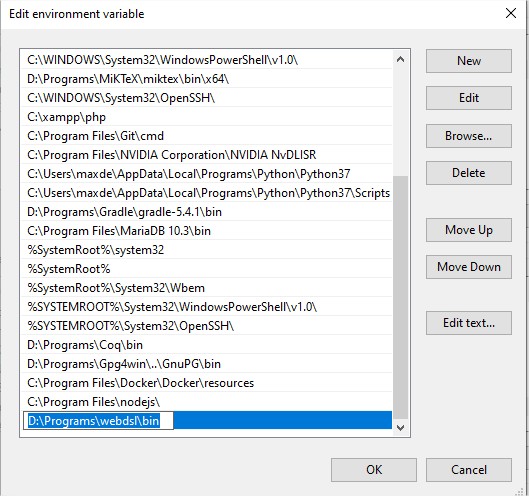 Edit environment variable
C:\WINDOWS\System32\WindowsPowerShell\v1.0\
D:\Programs\MiKTeX\miktex\bin\x64\
C:\WINDOWS\System32\OpenSSH\
C:\xampp\php
C:\Program Files\Git\cmd
C:\Program Files\NVIDIA Corporation\NVIDIA NvDLISR
C:\Users\maxde\AppData\Local\Programs\Python\Python37
C:\Users\maxde\AppData\Local\Programs\Python\Python37\Scripts
D:\Programs\Gradle\gradle-5.4.1\bin
C:\Program Files\MariaDB 10.3\bin
%SystemRoot%\system32
%SystemRoot%
%SystemRoot%\System32\Wbem
%SYSTEMROOT%\System32\WindowsPowerShell\v1.0\
%SYSTEMROOT%\System32\OpenSSH\
D:\Programs\Coq\bin
D:\Programs\Gpg4win\..\GnuPG\bin
C:\Program Files\Docker\Docker\resources
C:\Program Files\nodejs\
D:\Programs\webdsl\bin
New
Edit
Browse...
Delete
Move Up
Move Down
Edit text...
OK
Cancel